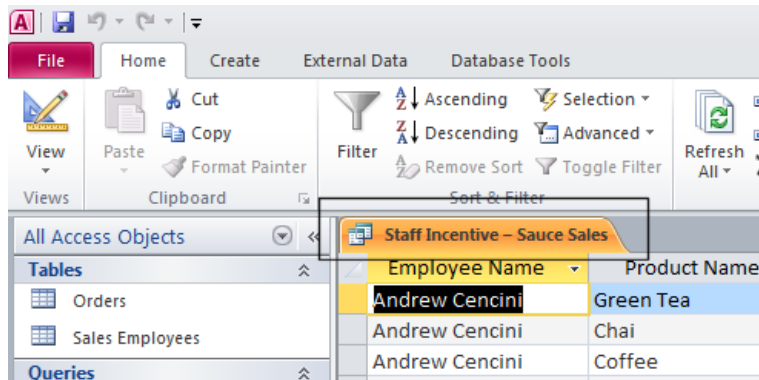 A
File Home Create External Data Database Tools
Cut Ascending Selection
Copy Descending Advanced
View Paste Format Painter Filter Remove Sort Toggle Filter Refresh All
Views Clipboard Sort & Filter
All Access Objects « Staff Incentive – Sauce Sales
Tables Employee Name Product Name
Orders Andrew Cencini Green Tea
Sales Employees Andrew Cencini Chai
Queries Andrew Cencini Coffee